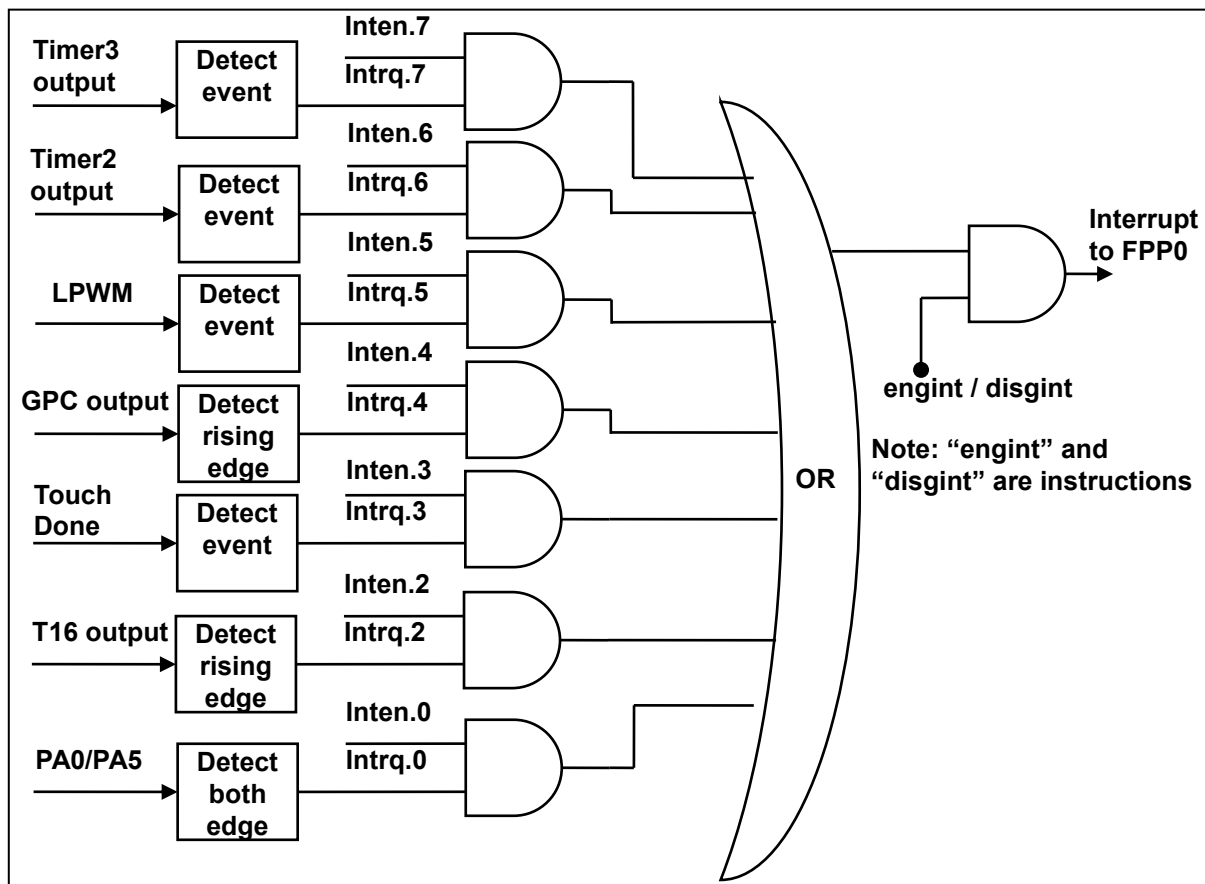 Timer3
output
Detect
event
Inten.7
Intrq.7
Timer2
output
Detect
event
Inten.6
Intrq.6
LPWM
Detect
event
Inten.5
Intrq.5
GPC output
Detect
rising
edge
Inten.4
Intrq.4
Touch
Done
Detect
event
Inten.3
Intrq.3
T16 output
Detect
rising
edge
Inten.2
Intrq.2
PA0/PA5
Detect
both
edge
Inten.0
Intrq.0
OR
Interrupt
to FPP0
engint / disgint
Note: “engint” and
“disgint” are instructions